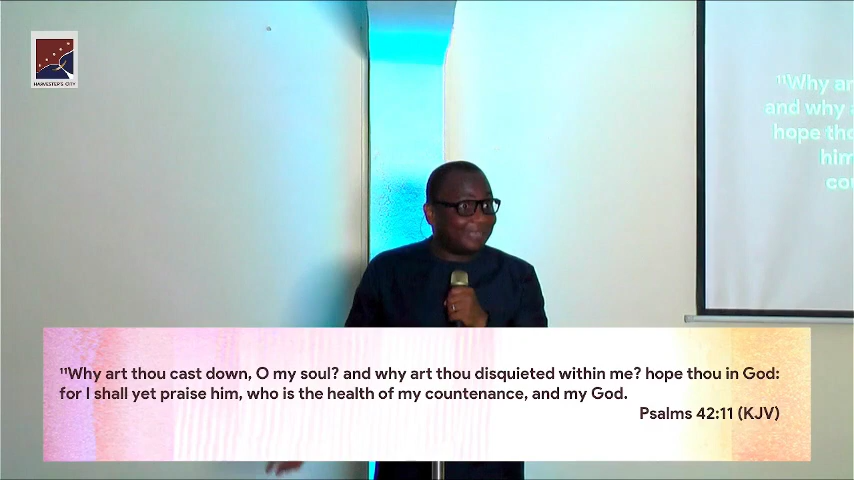 HARVESTER'S CITY
"Why ar
and why
hope tho
him
cou
¹¹Why art thou cast down, O my soul? and why art thou disquieted within me? hope thou in God:
for I shall yet praise him, who is the health of my countenance, and my God.
Psalms 42:11 (KJV)